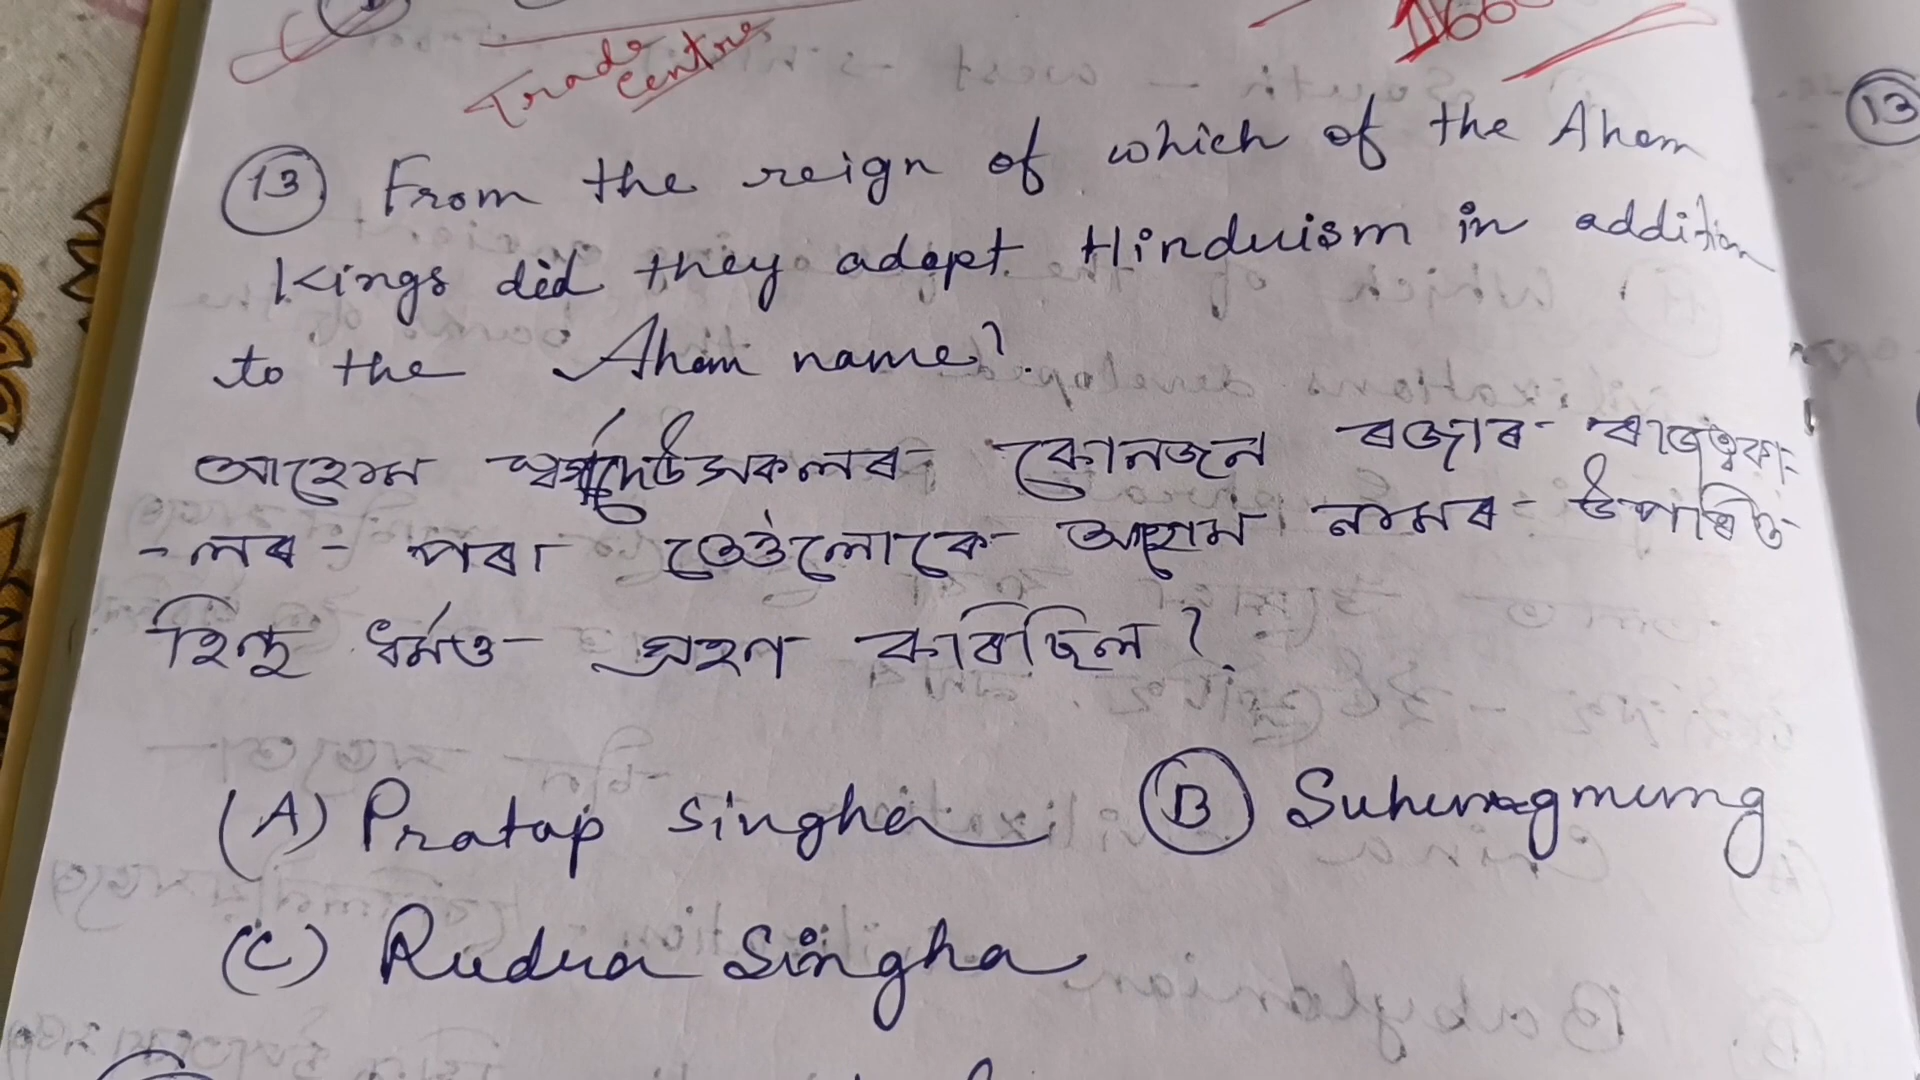 Trade
centre
1166
13 From the reign of which of the Ahom
Kings did they adopt Hinduism in addition
to the Ahom name?
আহোম স্বৰ্গদেউসকলৰ কোনজন ৰজাৰ ৰাজত্বকা-
-লৰ পৰা তেওঁলোকে আহোম নামৰ উপৰিও
হিন্দু ধৰ্মও গ্ৰহণ কৰিছিল?
(A) Pratap Singha B Suhungmung
(C) Rudra Singha
13